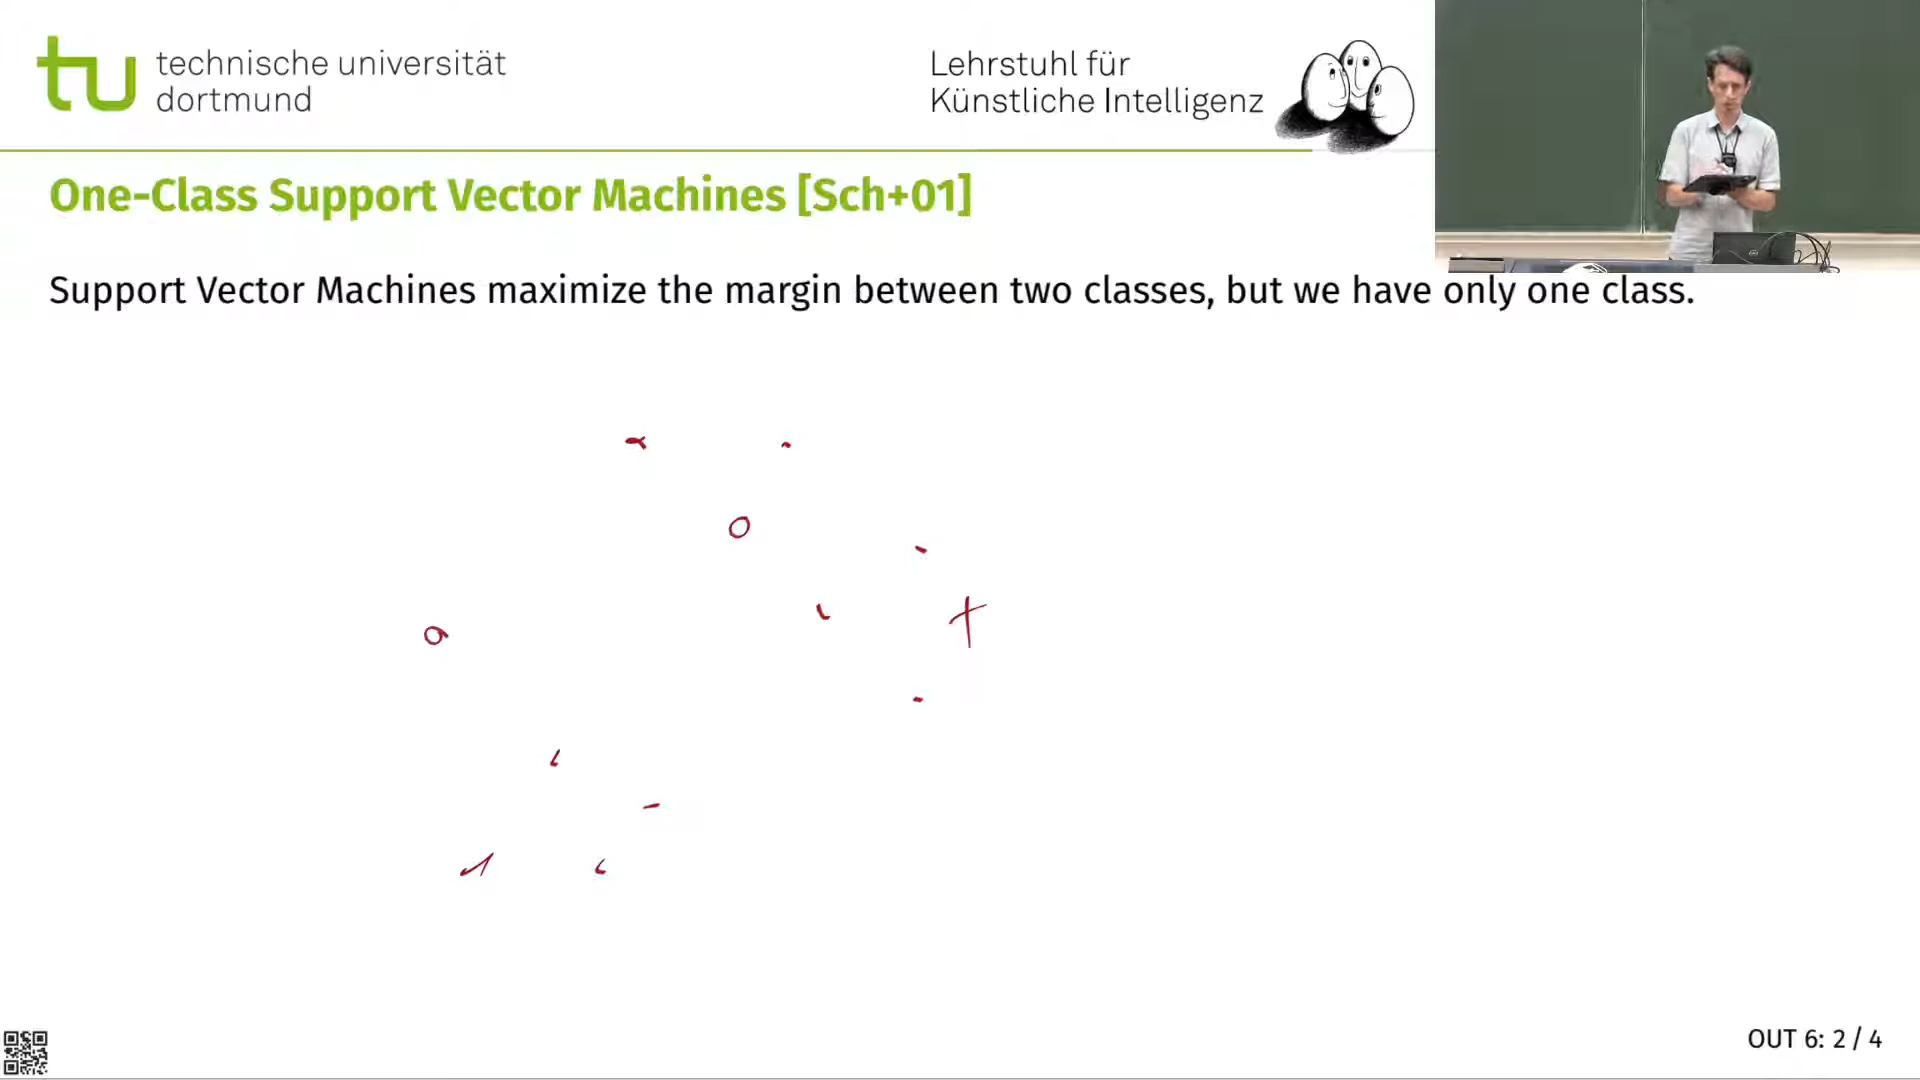 tu technische universität
dortmund
Lehrstuhl für
Künstliche Intelligenz
One-Class Support Vector Machines [Sch+01]
Support Vector Machines maximize the margin between two classes, but we have only one class.
OUT 6: 2 / 4